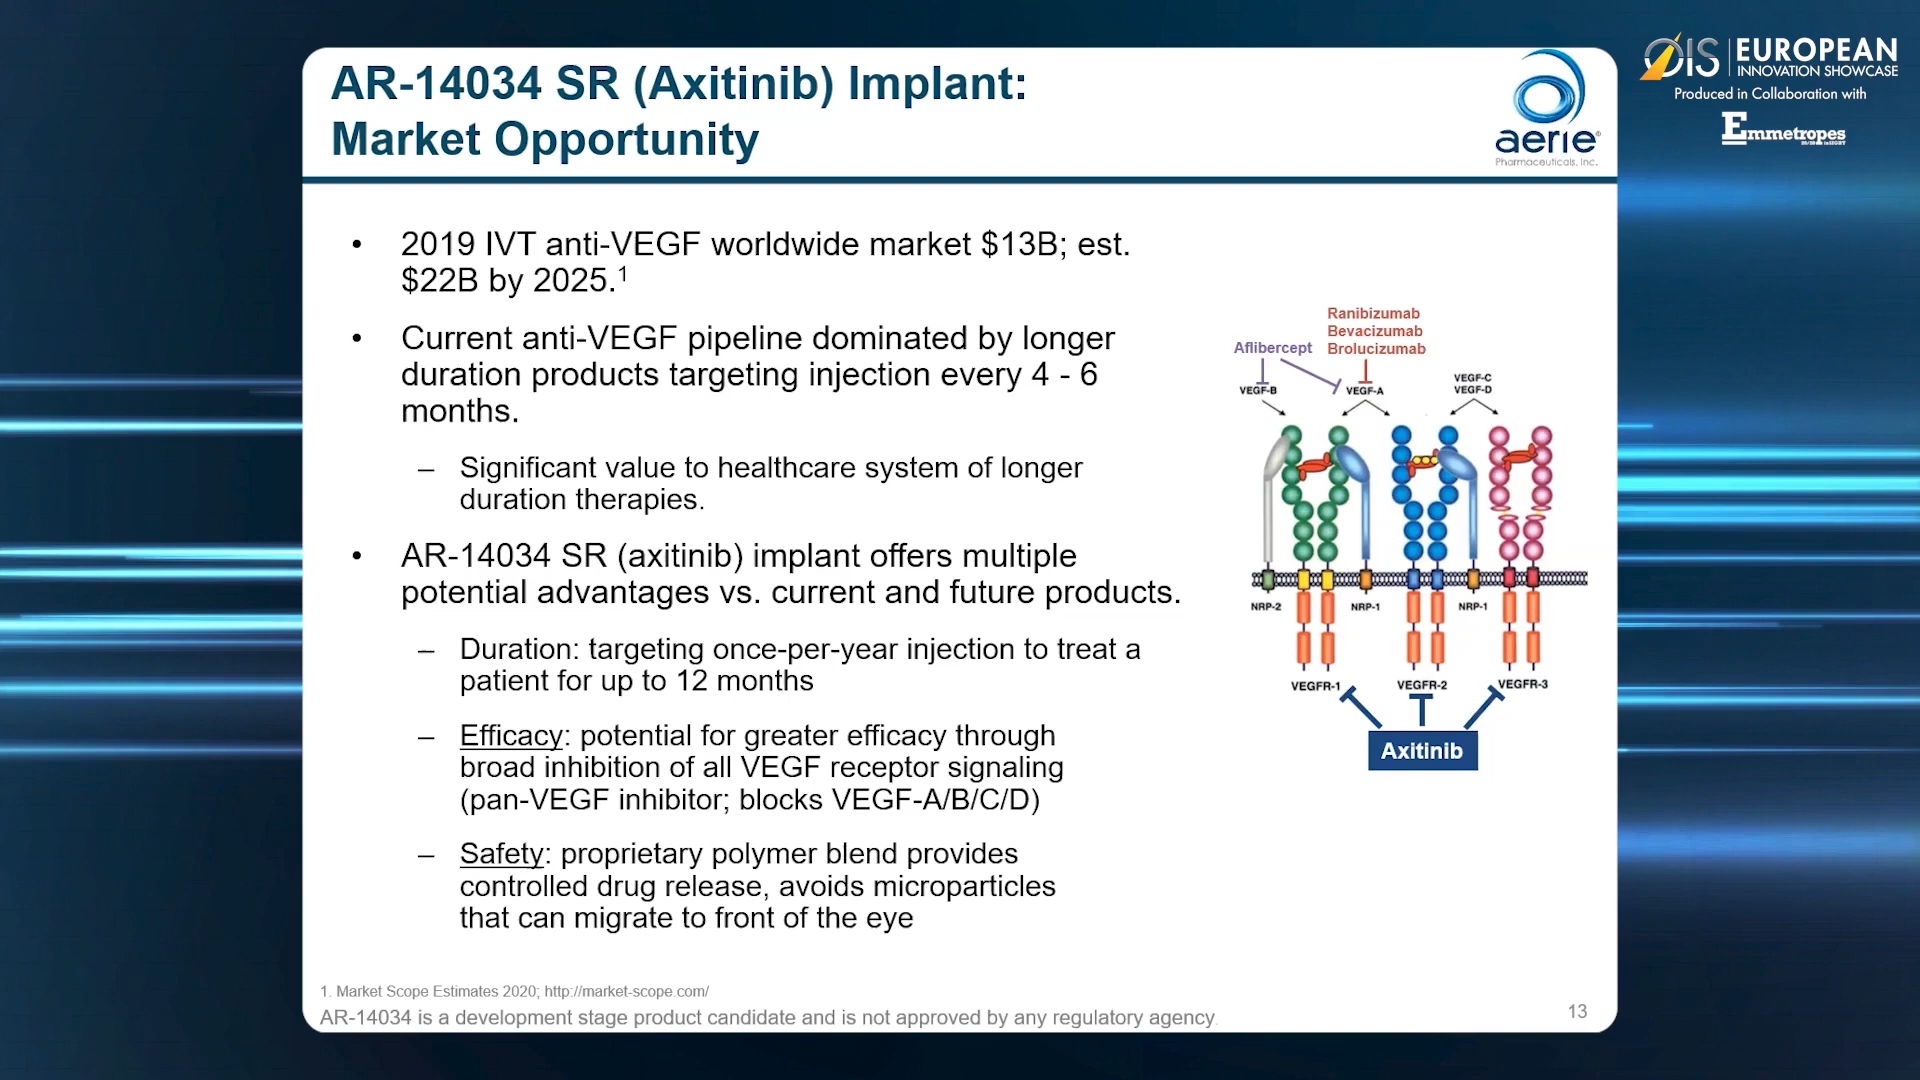 AR-14034 SR (Axitinib) Implant:
Market Opportunity
aerie
Pharmaceuticals, Inc.
OIS EUROPEAN
INNOVATION SHOWCASE
Produced in Collaboration with
Emmetropes
• 2019 IVT anti-VEGF worldwide market $13B; est.
$22B by 2025.1
• Current anti-VEGF pipeline dominated by longer
duration products targeting injection every 4 - 6
months.
– Significant value to healthcare system of longer
duration therapies.
• AR-14034 SR (axitinib) implant offers multiple
potential advantages vs. current and future products.
– Duration: targeting once-per-year injection to treat a
patient for up to 12 months
– Efficacy: potential for greater efficacy through
broad inhibition of all VEGF receptor signaling
(pan-VEGF inhibitor; blocks VEGF-A/B/C/D)
– Safety: proprietary polymer blend provides
controlled drug release, avoids microparticles
that can migrate to front of the eye
Ranibizumab
Bevacizumab
Aflibercept Brolucizumab
VEGF-C
VEGF-B VEGF-A VEGF-D
NRP-2 NRP-1 NRP-1
VEGFR-1 VEGFR-2 VEGFR-3
Axitinib
1. Market Scope Estimates 2020; http://market-scope.com/
AR-14034 is a development stage product candidate and is not approved by any regulatory agency
13